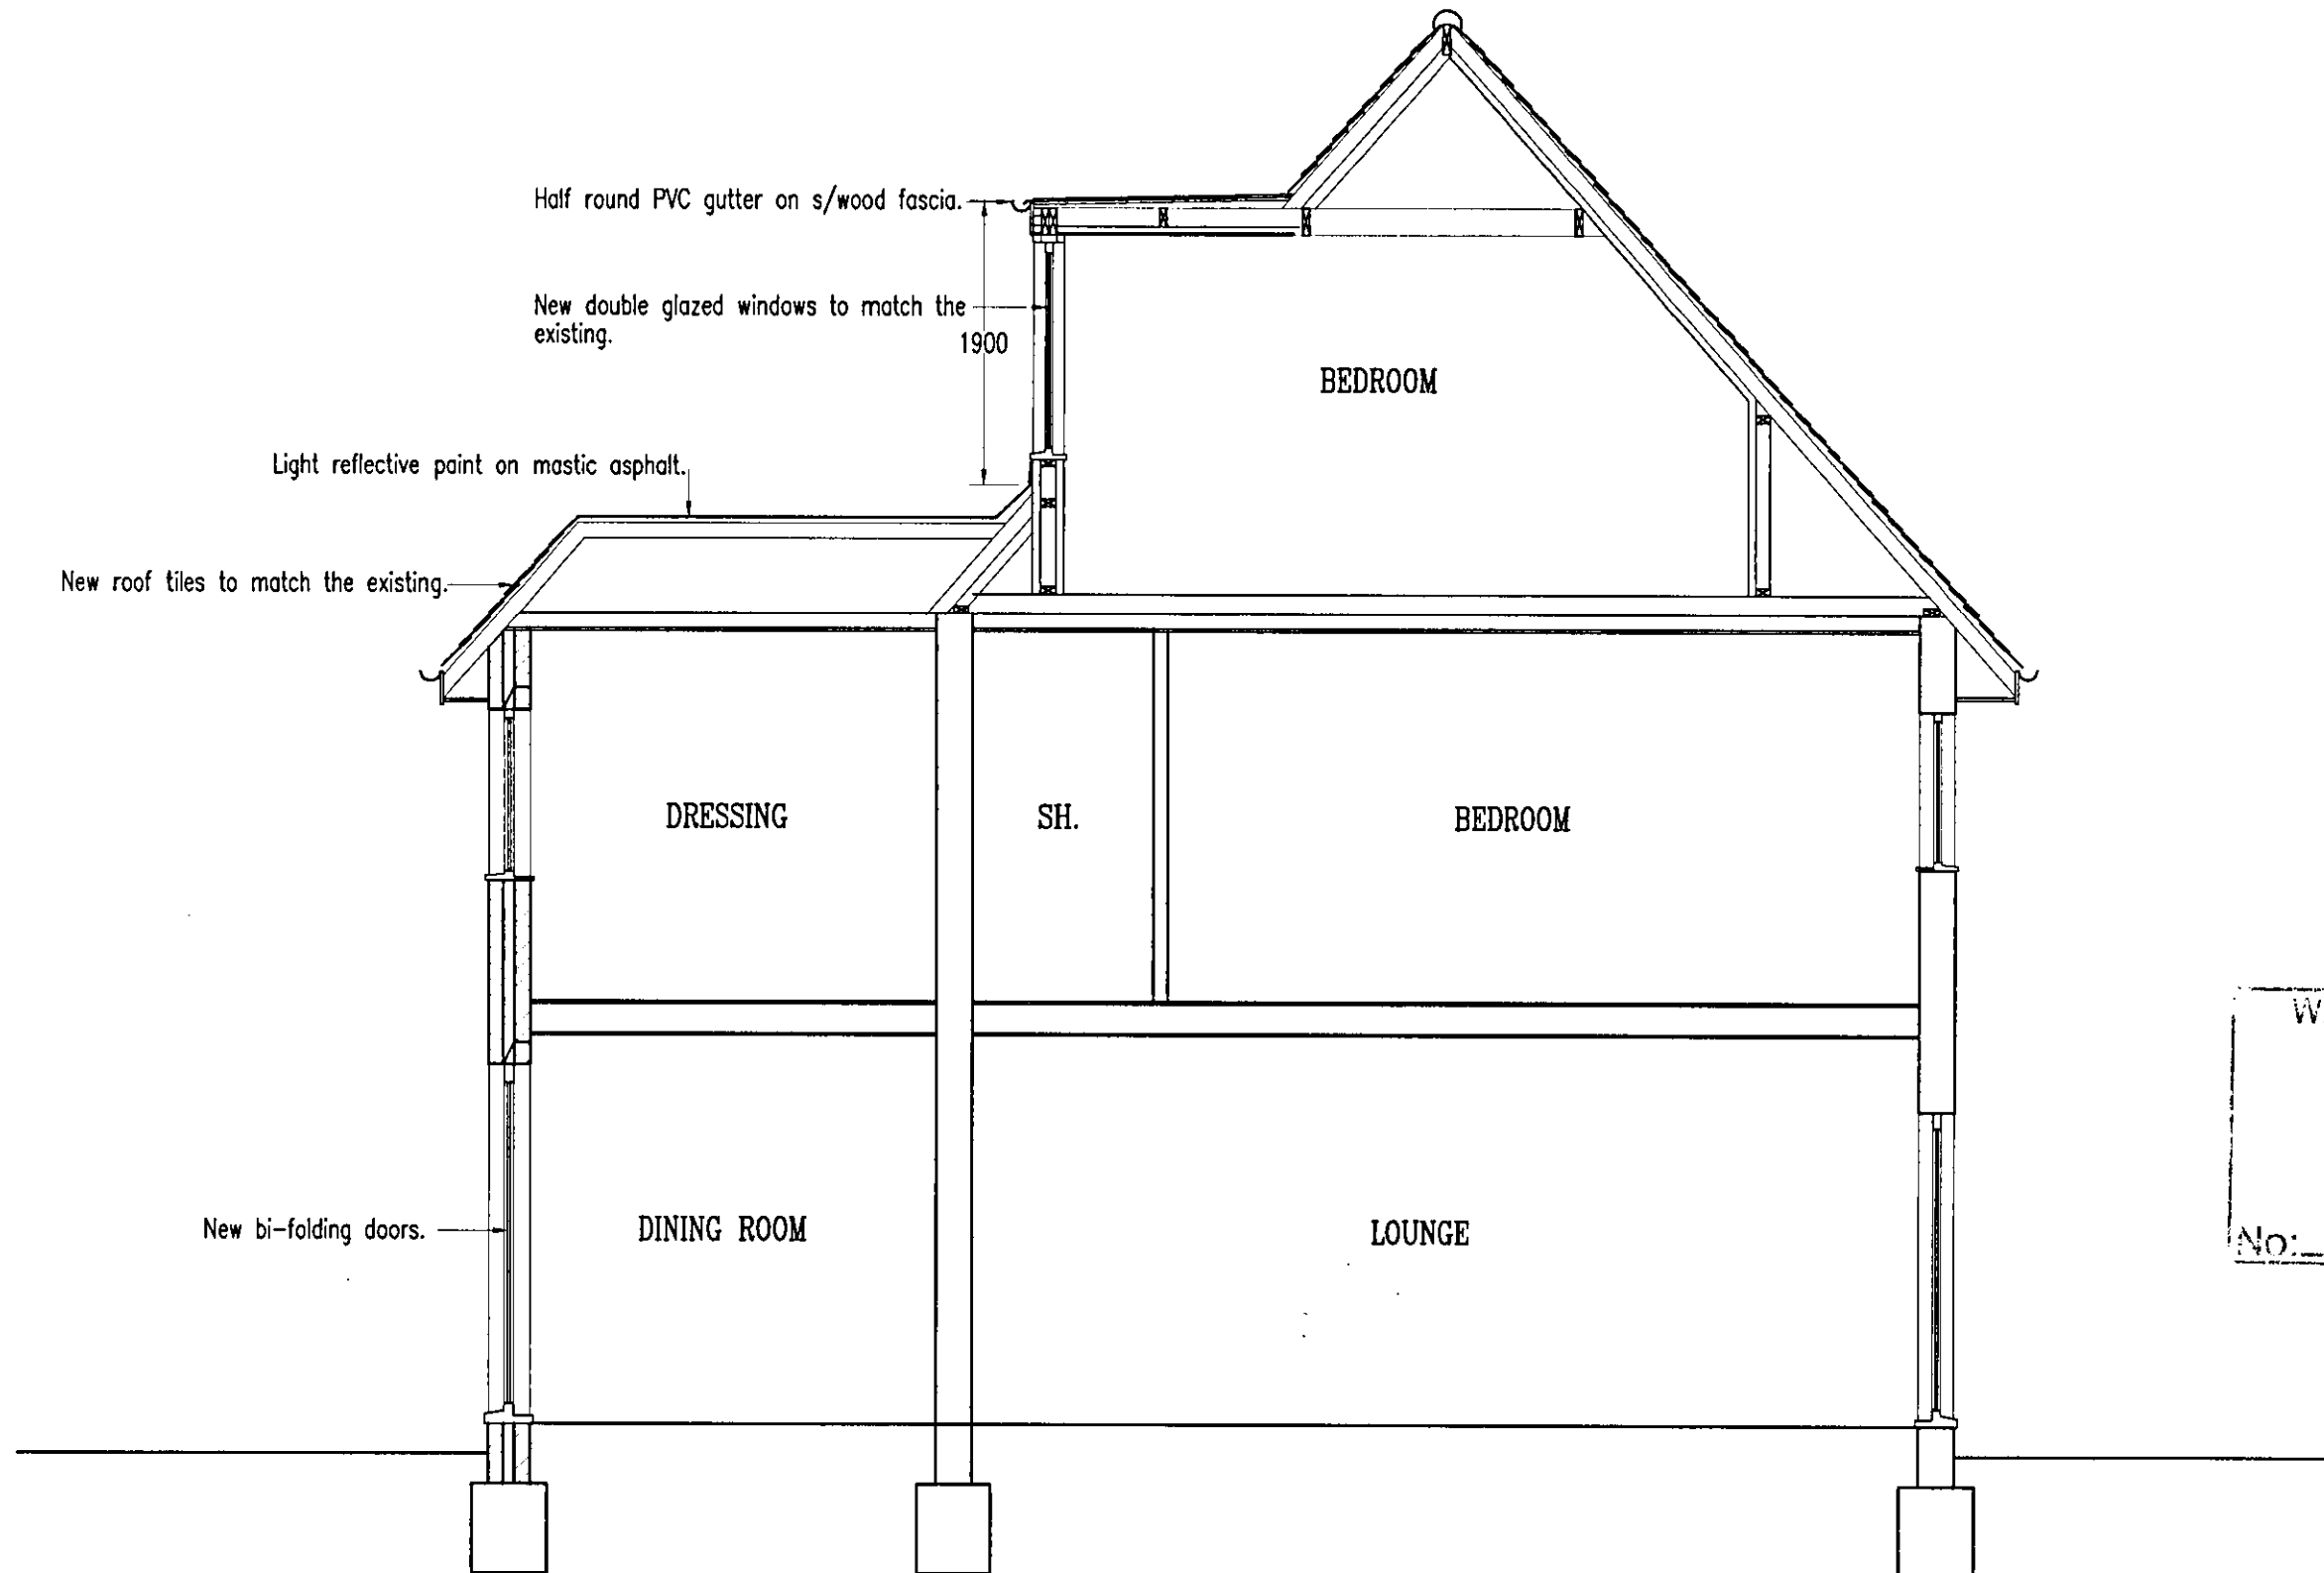 Half round PVC gutter on s/wood fascia.
New double glazed windows to match the
existing.
1900
BEDROOM
Light reflective paint on mastic asphalt.
New roof tiles to match the existing.
DRESSING
SH.
BEDROOM
W
New bi-folding doors.
DINING ROOM
LOUNGE
No: